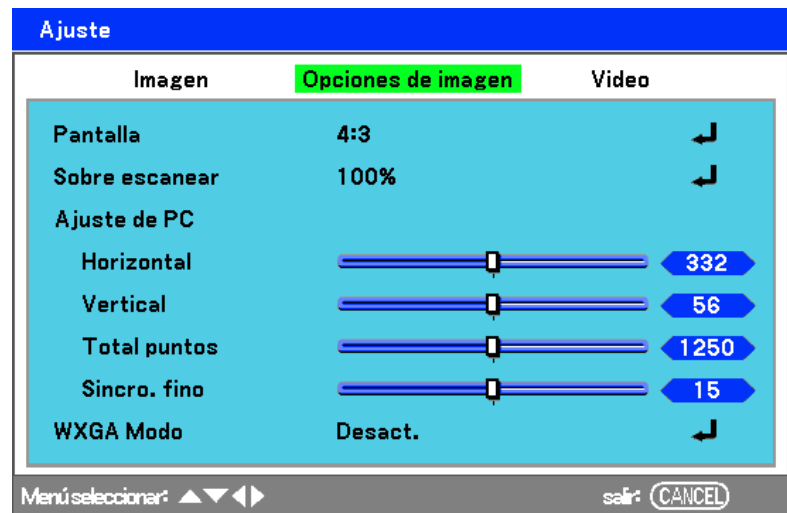 Ajuste
Imagen Opciones de imagen Video
Pantalla 4:3
Sobre escanear 100%
Ajuste de PC
Horizontal 332
Vertical 56
Total puntos 1250
Sincro. fino 15
WXGA Modo Desact.
Menú seleccionar: ▲▼◀▶ salir: CANCEL